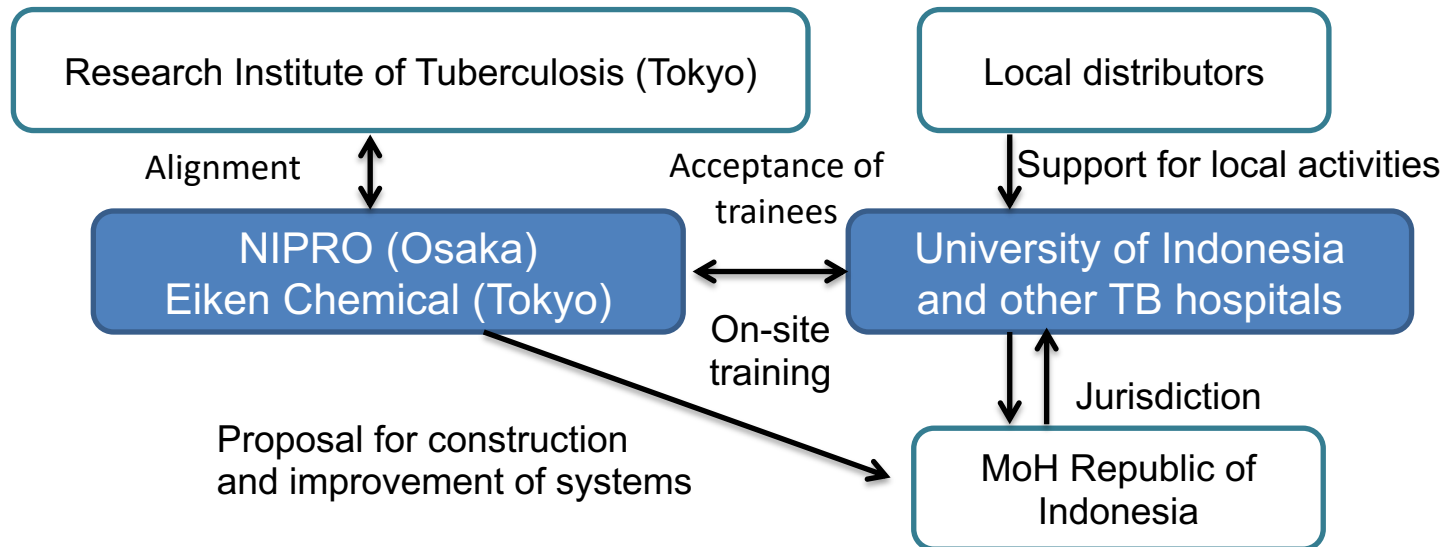 Research Institute of Tuberculosis (Tokyo)
Local distributors
Alignment
Acceptance of
trainees
Support for local activities
NIPRO (Osaka)
Eiken Chemical (Tokyo)
University of Indonesia
and other TB hospitals
On-site
training
Jurisdiction
Proposal for construction
and improvement of systems
MoH Republic of
Indonesia